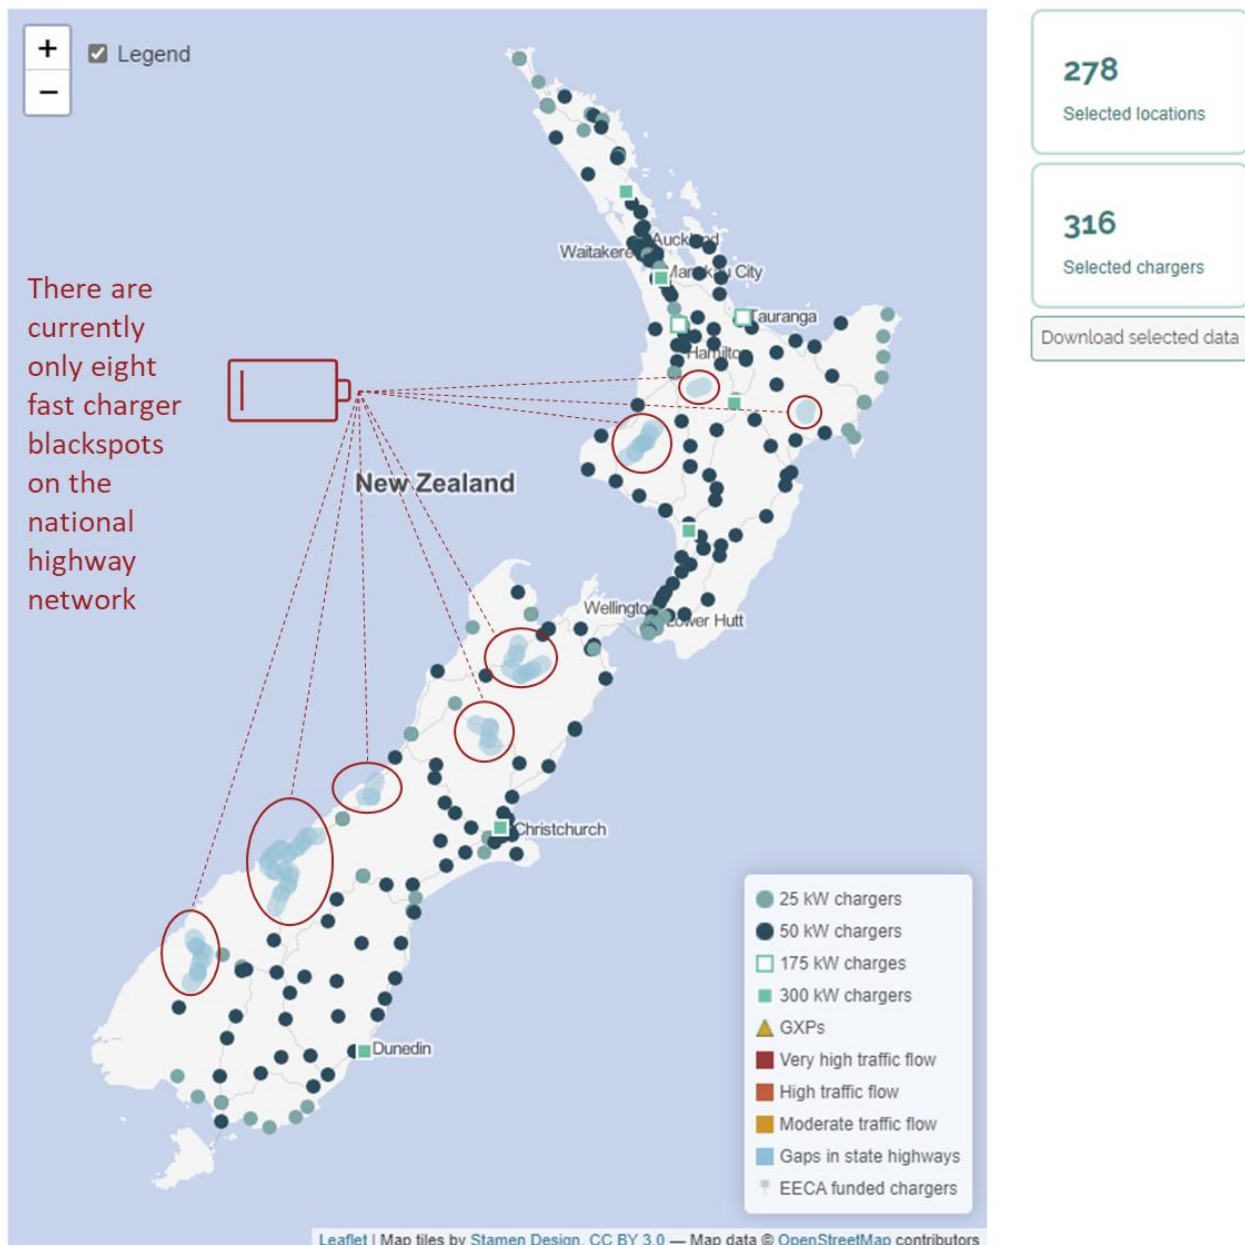 +
−
Legend
278
Selected locations
316
Selected chargers
Download selected data
There are
currently
only eight
fast charger
blackspots
on the
national
highway
network
Waitakere
Auckland
Manukau City
Tauranga
Hamilton
New Zealand
Wellington
Lower Hutt
Christchurch
Dunedin
25 kW chargers
50 kW chargers
175 kW charges
300 kW chargers
GXPs
Very high traffic flow
High traffic flow
Moderate traffic flow
Gaps in state highways
EECA funded chargers
Leaflet | Map tiles by Stamen Design, CC BY 3.0 — Map data © OpenStreetMap contributors